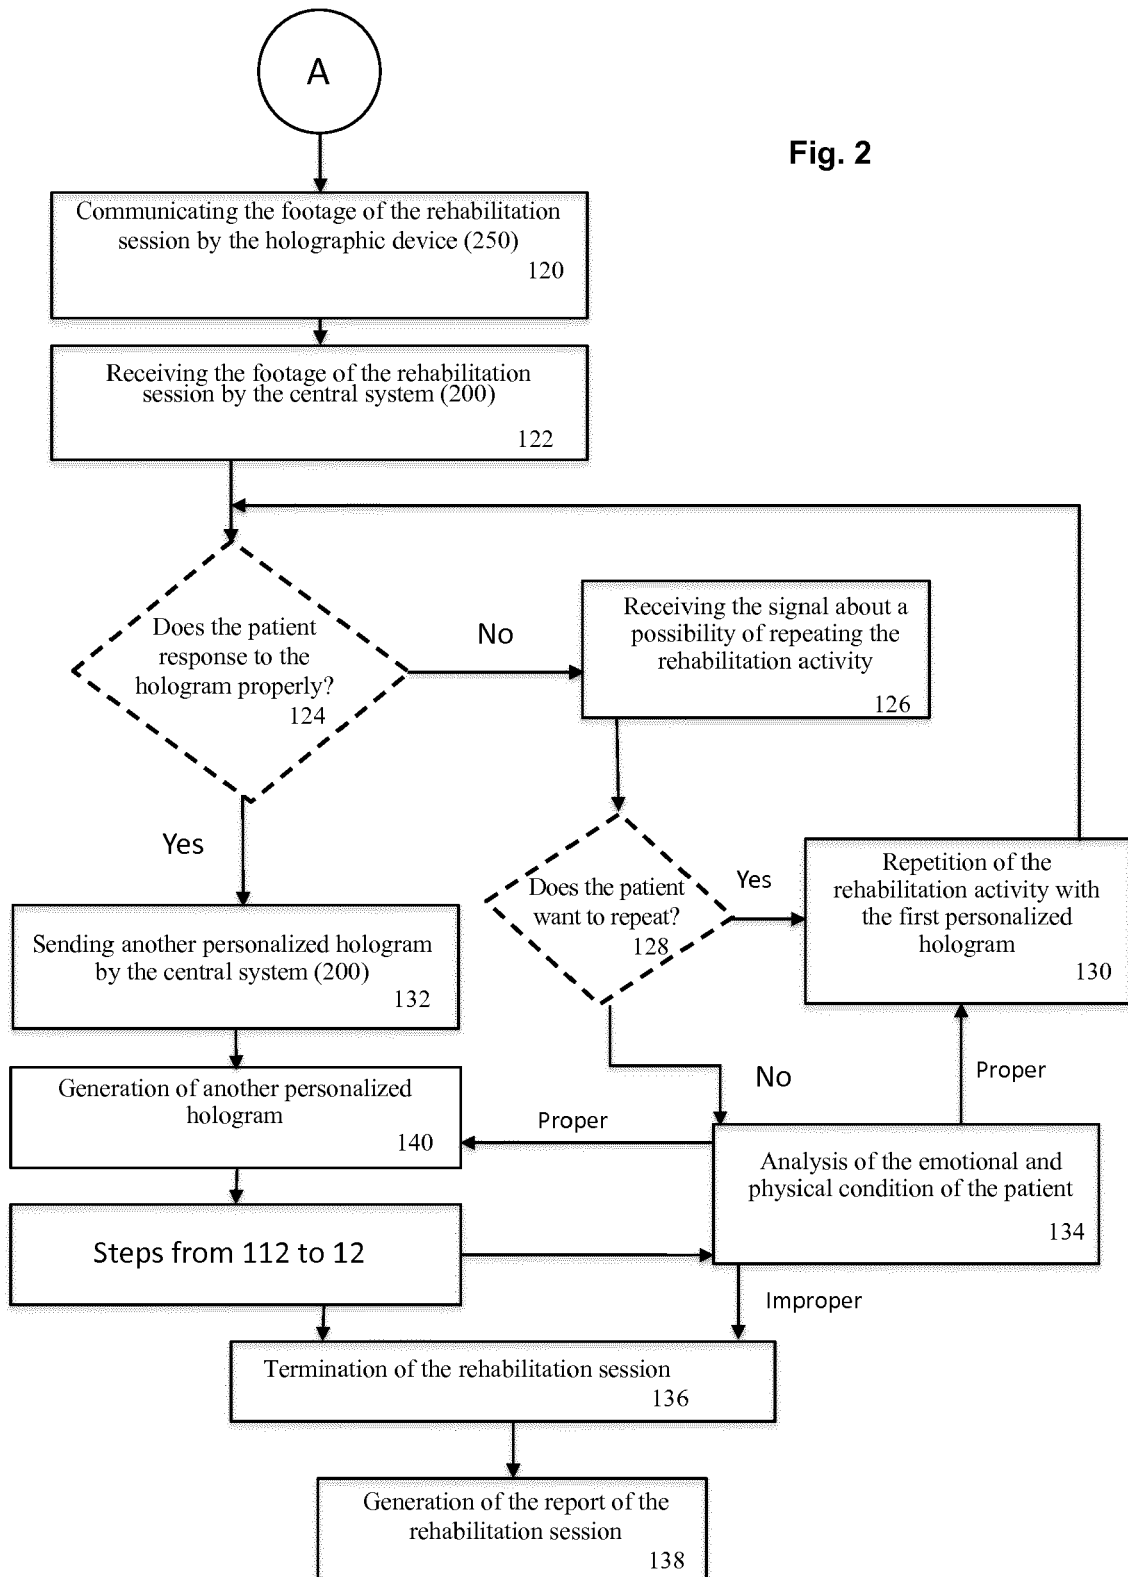 A
Fig. 2
Communicating the footage of the rehabilitation
session by the holographic device (250)
120
Receiving the footage of the rehabilitation
session by the central system (200)
122
Does the patient
response to the
hologram properly?
124
No
Receiving the signal about a
possibility of repeating the
rehabilitation activity
126
Yes
Does the patient
want to repeat?
128
Yes
Repetition of the
rehabilitation activity with
the first personalized
hologram
130
Sending another personalized hologram
by the central system (200)
132
No
Proper
Generation of another personalized
hologram
140
Proper
Analysis of the emotional and
physical condition of the patient
134
Steps from 112 to 12
Improper
Termination of the rehabilitation session
136
Generation of the report of the
rehabilitation session
138